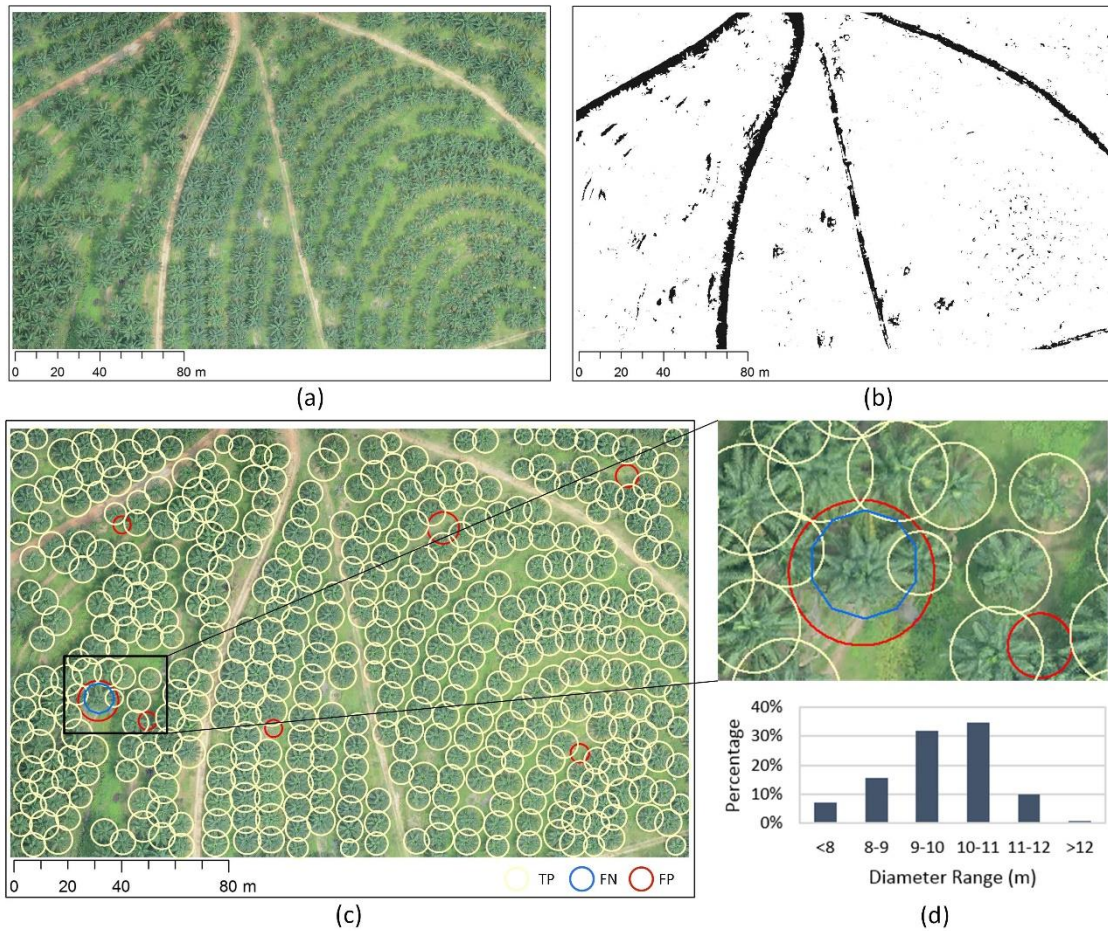 0 20 40 80 m
(a)
0 20 40 80 m
(b)
0 20 40 80 m
TP FN FP
(c)
40%
30%
20%
10%
0%
Percentage
<8 8-9 9-10 10-11 11-12 >12
Diameter Range (m)
(d)